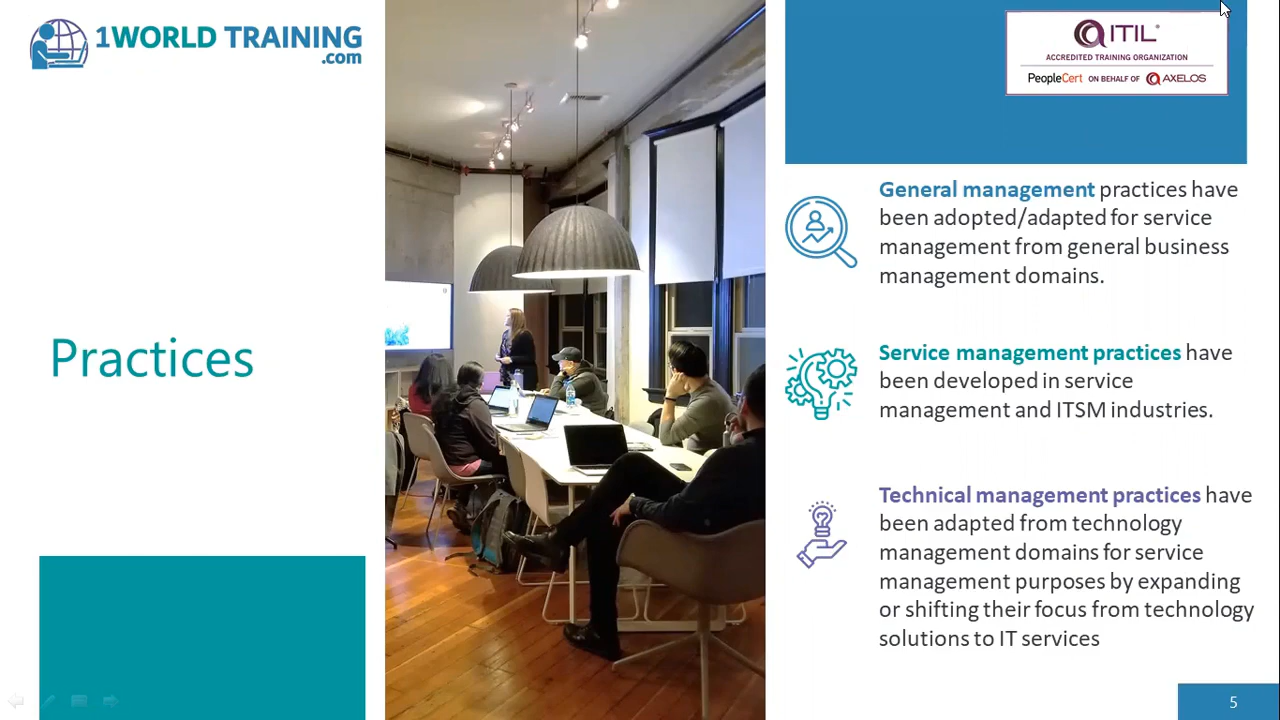 1WORLD TRAINING
.com
ITIL®
ACCREDITED TRAINING ORGANIZATION
PeopleCert ON BEHALF OF AXELOS
Practices
General management practices have
been adopted/adapted for service
management from general business
management domains.
Service management practices have
been developed in service
management and ITSM industries.
Technical management practices have
been adapted from technology
management domains for service
management purposes by expanding
or shifting their focus from technology
solutions to IT services
5